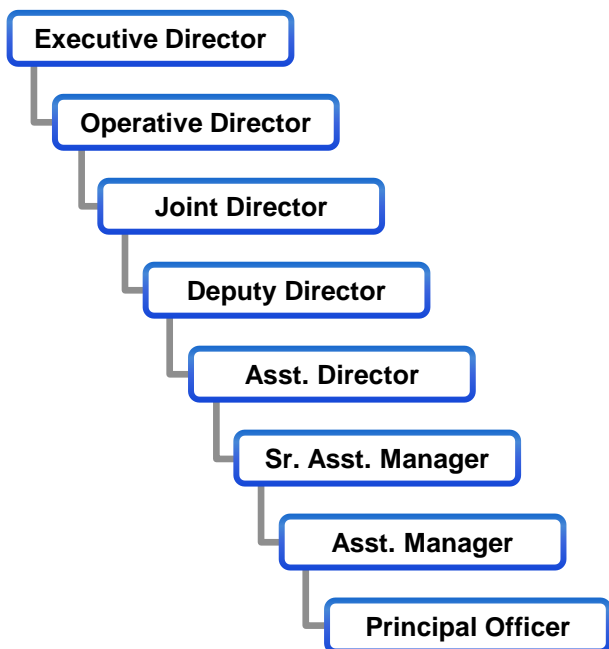 Executive Director
Operative Director
Joint Director
Deputy Director
Asst. Director
Sr. Asst. Manager
Asst. Manager
Principal Officer